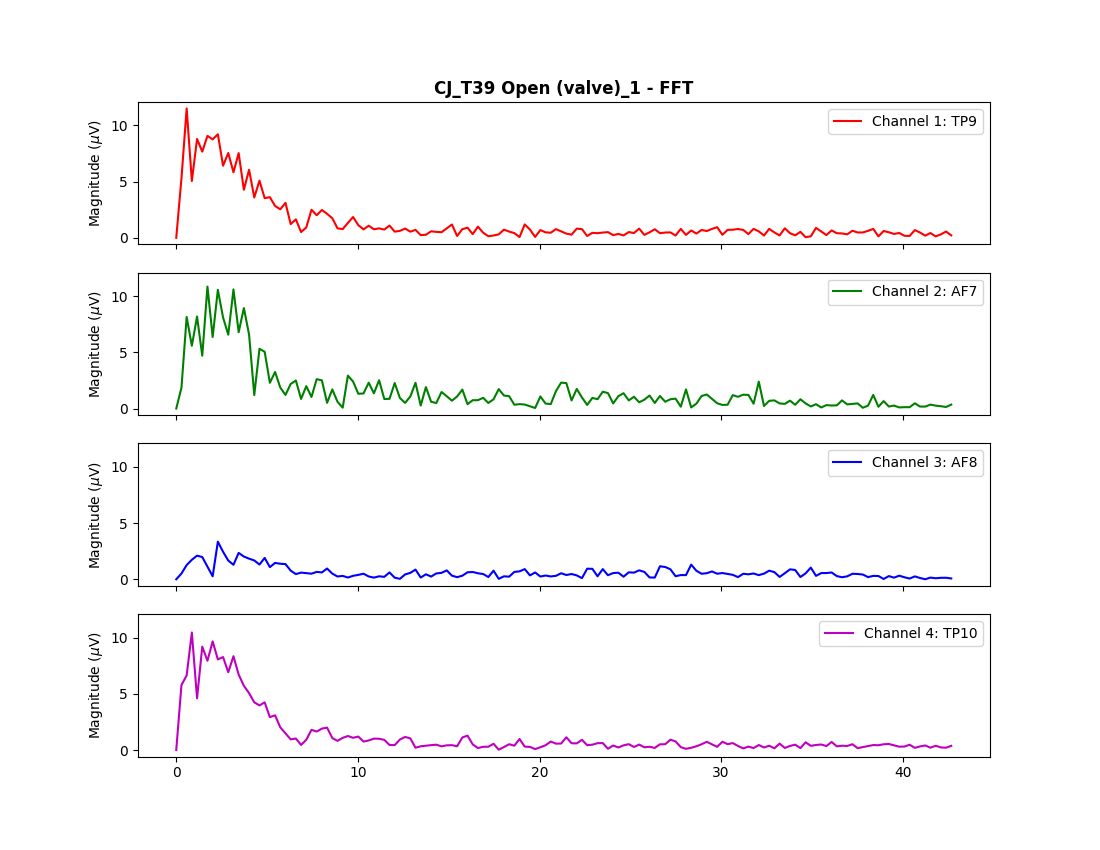 CJ_T39 Open (valve)_1 - FFT
Magnitude (μV)
10
5
0
Channel 1: TP9
Magnitude (μV)
10
5
0
Channel 2: AF7
Magnitude (μV)
10
5
0
Channel 3: AF8
Magnitude (μV)
10
5
0
Channel 4: TP10
0 10 20 30 40